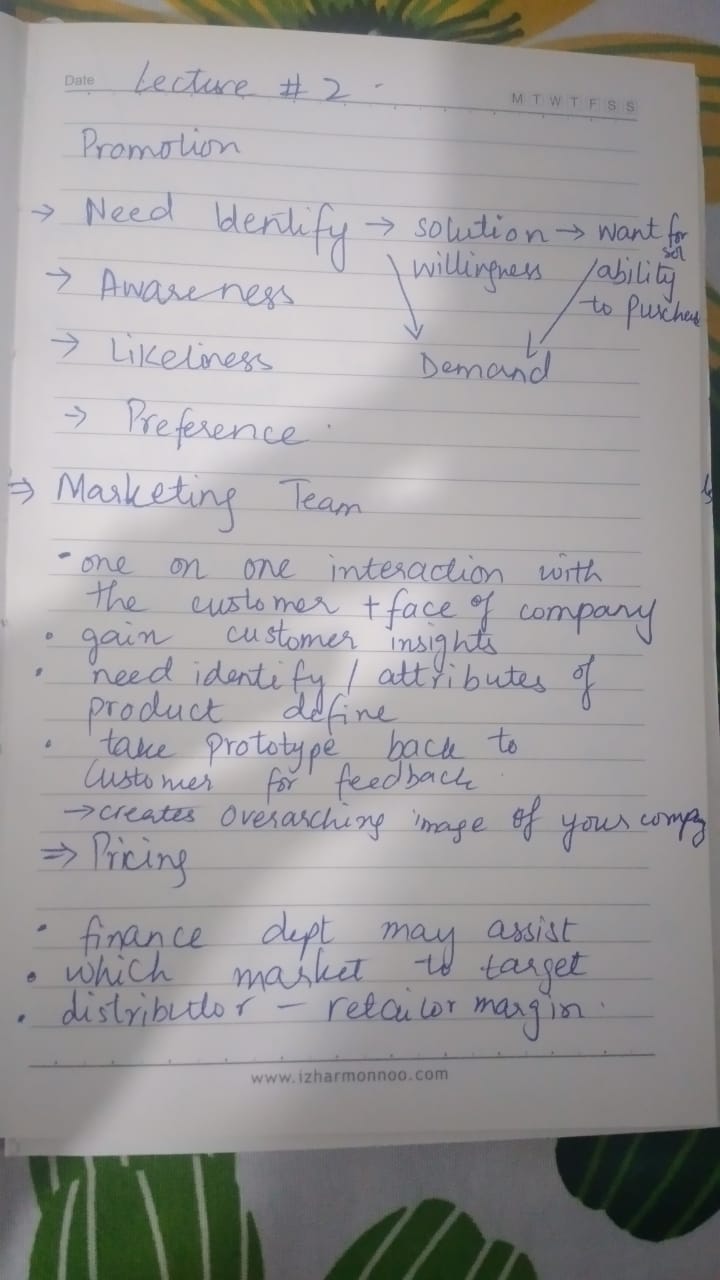 Date Lecture # 2
M T W T F S S
Promotion
→ Need Identify → solution → want for sol
willingness / ability
→ Awareness to Purchase
→ Likeliness Demand
→ Preference
⇒ Marketing Team
- one on one interaction with
the customer + face of company
• gain customer insights
• need identify / attributes of
product define
• take prototype back to
Customer for feedback
→ creates overarching image of your compy
⇒ Pricing
• finance dept may assist
• which market to target
• distributor - retailor margin.
www.izharmonnoo.com